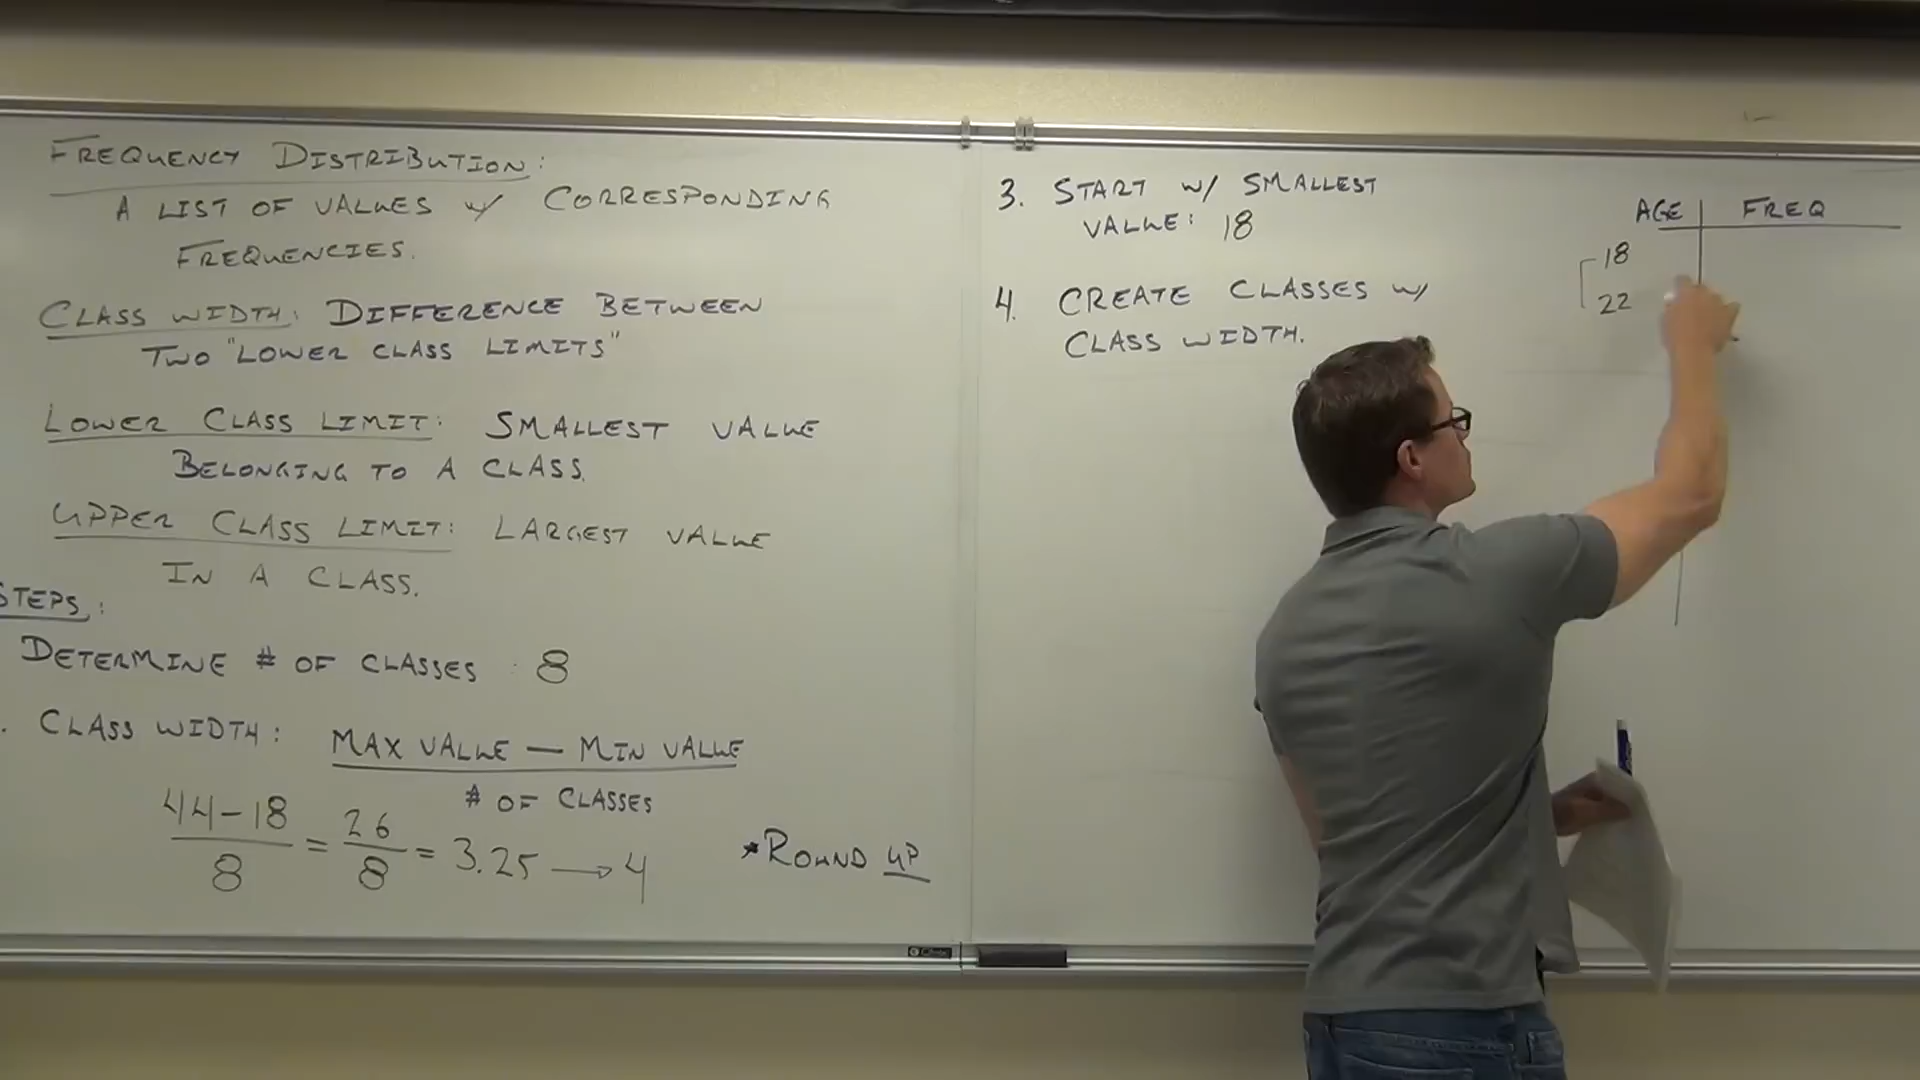 FREQUENCY DISTRIBUTION:
A LIST OF VALUES W/ CORRESPONDING
FREQUENCIES.
CLASS WIDTH: DIFFERENCE BETWEEN
TWO "LOWER CLASS LIMITS"
LOWER CLASS LIMIT: SMALLEST VALUE
BELONGING TO A CLASS.
UPPER CLASS LIMIT: LARGEST VALUE
IN A CLASS.
STEPS:
DETERMINE # OF CLASSES : 8
. CLASS WIDTH: MAX VALUE — MIN VALUE
# OF CLASSES
44-18 / 8 = 26 / 8 = 3.25 → 4 *ROUND UP
3. START W/ SMALLEST
VALUE: 18
4. CREATE CLASSES W/
CLASS WIDTH.
AGE | FREQ
18
22